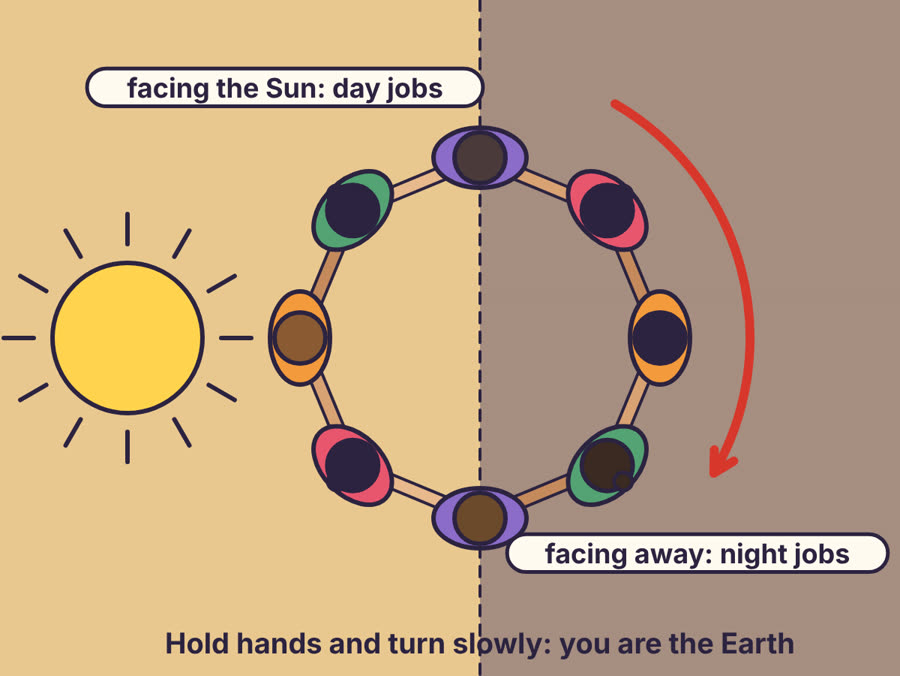 facing the Sun: day jobs
facing away: night jobs
Hold hands and turn slowly: you are the Earth